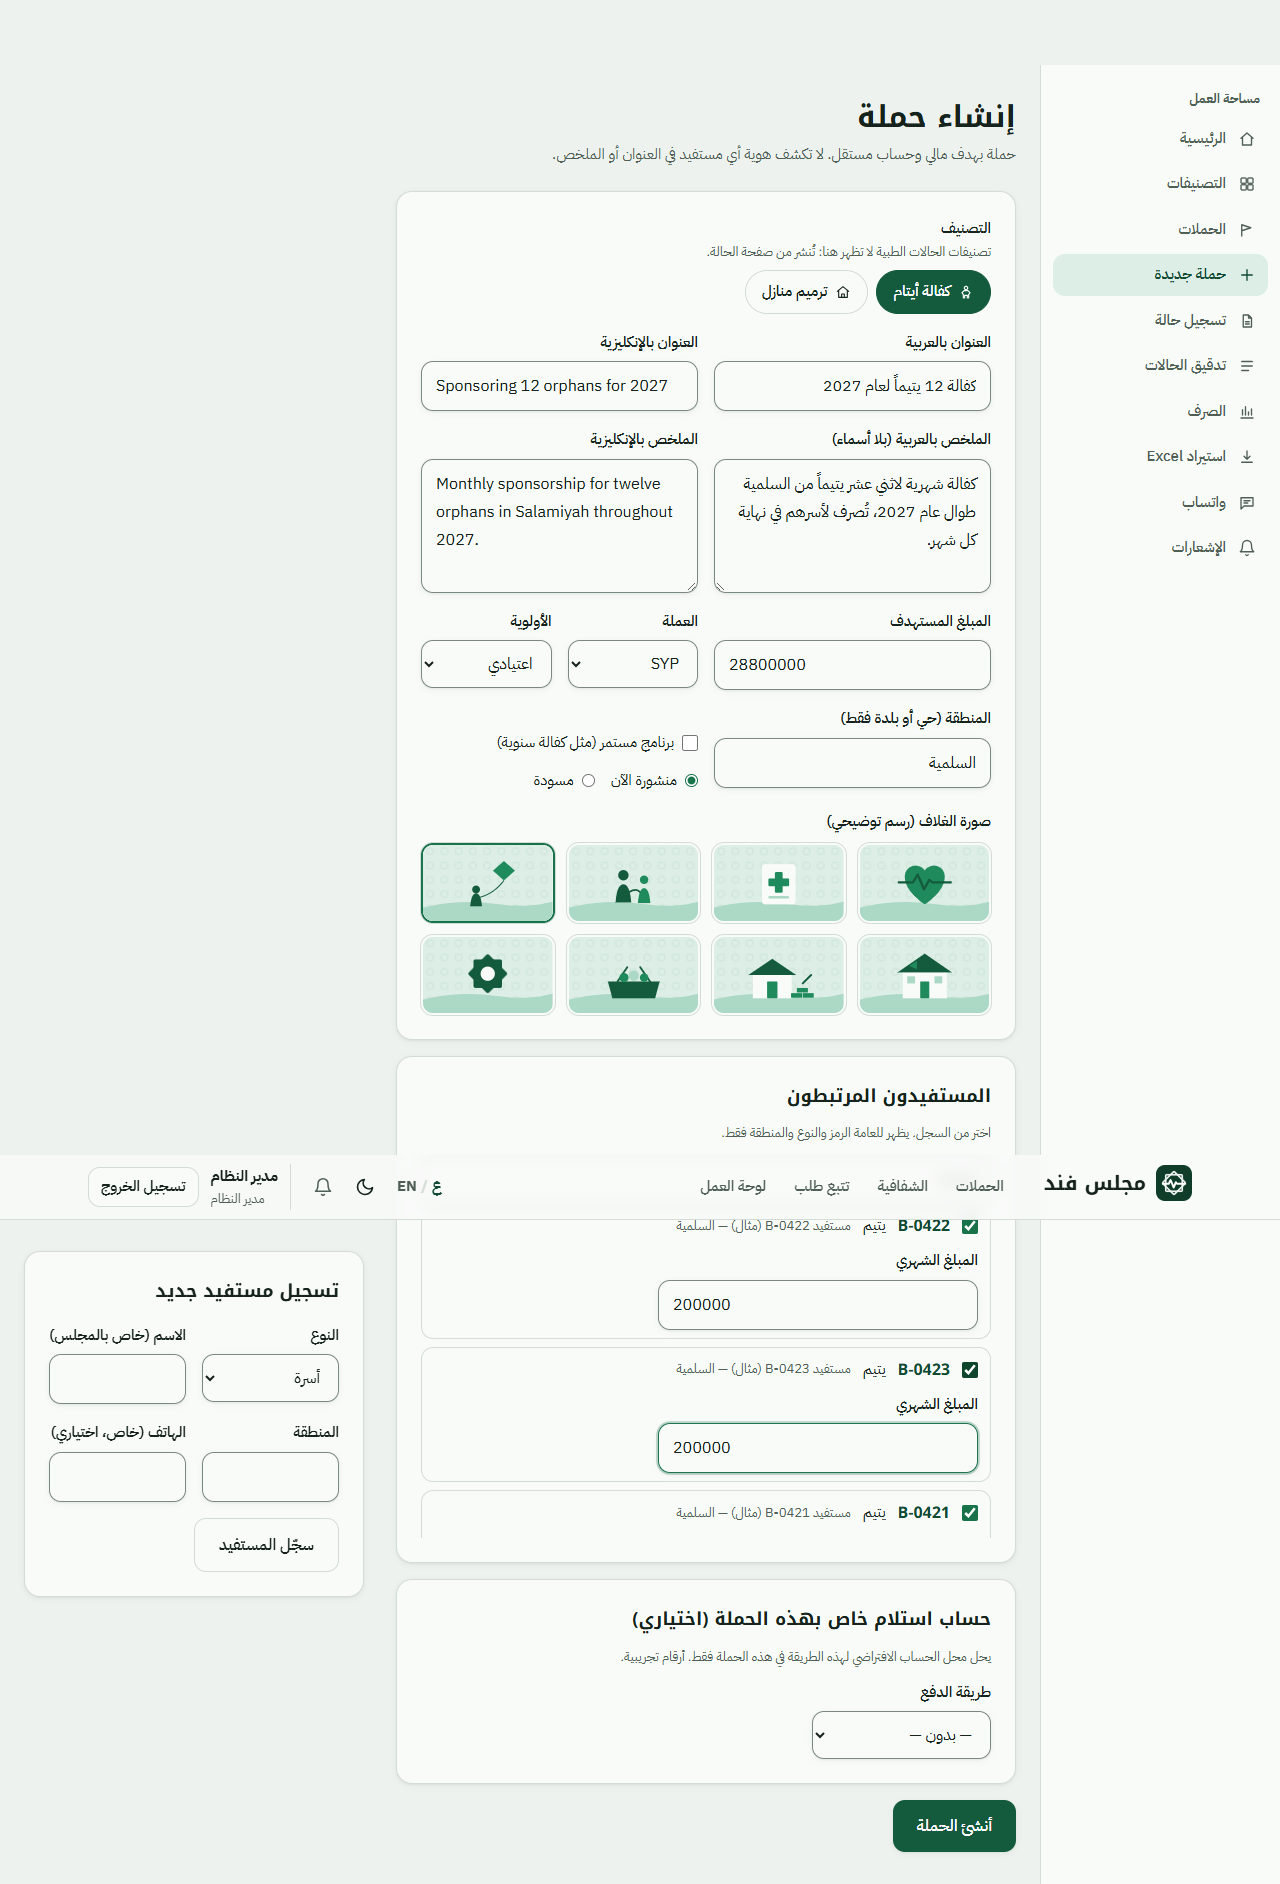 مساحة العمل
الرئيسية
التصنيفات
الحملات
حملة جديدة
تسجيل حالة
تدقيق الحالات
الصرف
استيراد Excel
واتساب
الإشعارات
إنشاء حملة
حملة بهدف مالي وحساب مستقل. لا تكشف هوية أي مستفيد في العنوان أو الملخص.
التصنيف
تصنيفات الحالات الطبية لا تظهر هنا: تُنشر من صفحة الحالة.
كفالة أيتام
ترميم منازل
العنوان بالعربية
العنوان بالإنكليزية
كفالة 12 يتيماً لعام 2027
Sponsoring 12 orphans for 2027
الملخص بالعربية (بلا أسماء)
الملخص بالإنكليزية
كفالة شهرية لاثني عشر يتيماً من السلمية
طوال عام 2027، تُصرف لأسرهم في نهاية
كل شهر.
Monthly sponsorship for twelve
orphans in Salamiyah throughout
2027.
المبلغ المستهدف
العملة
الأولوية
28800000
SYP
اعتيادي
المنطقة (حي أو بلدة فقط)
السلمية
برنامج مستمر (مثل كفالة سنوية)
منشورة الآن
مسودة
صورة الغلاف (رسم توضيحي)
المستفيدون المرتبطون
اختر من السجل. يظهر للعامة الرمز والنوع والمنطقة فقط.
مجلس فند
الحملات
الشفافية
تتبع طلب
لوحة العمل
ع / EN
مدير النظام
مدير النظام
تسجيل الخروج
B-0422 يتيم مستفيد B-0422 (مثال) — السلمية
المبلغ الشهري
200000
B-0423 يتيم مستفيد B-0423 (مثال) — السلمية
المبلغ الشهري
200000
B-0421 يتيم مستفيد B-0421 (مثال) — السلمية
حساب استلام خاص بهذه الحملة (اختياري)
يحل محل الحساب الافتراضي لهذه الطريقة في هذه الحملة فقط. أرقام تجريبية.
طريقة الدفع
— بدون —
أنشئ الحملة
تسجيل مستفيد جديد
النوع
الاسم (خاص بالمجلس)
أسرة
المنطقة
الهاتف (خاص، اختياري)
سجّل المستفيد